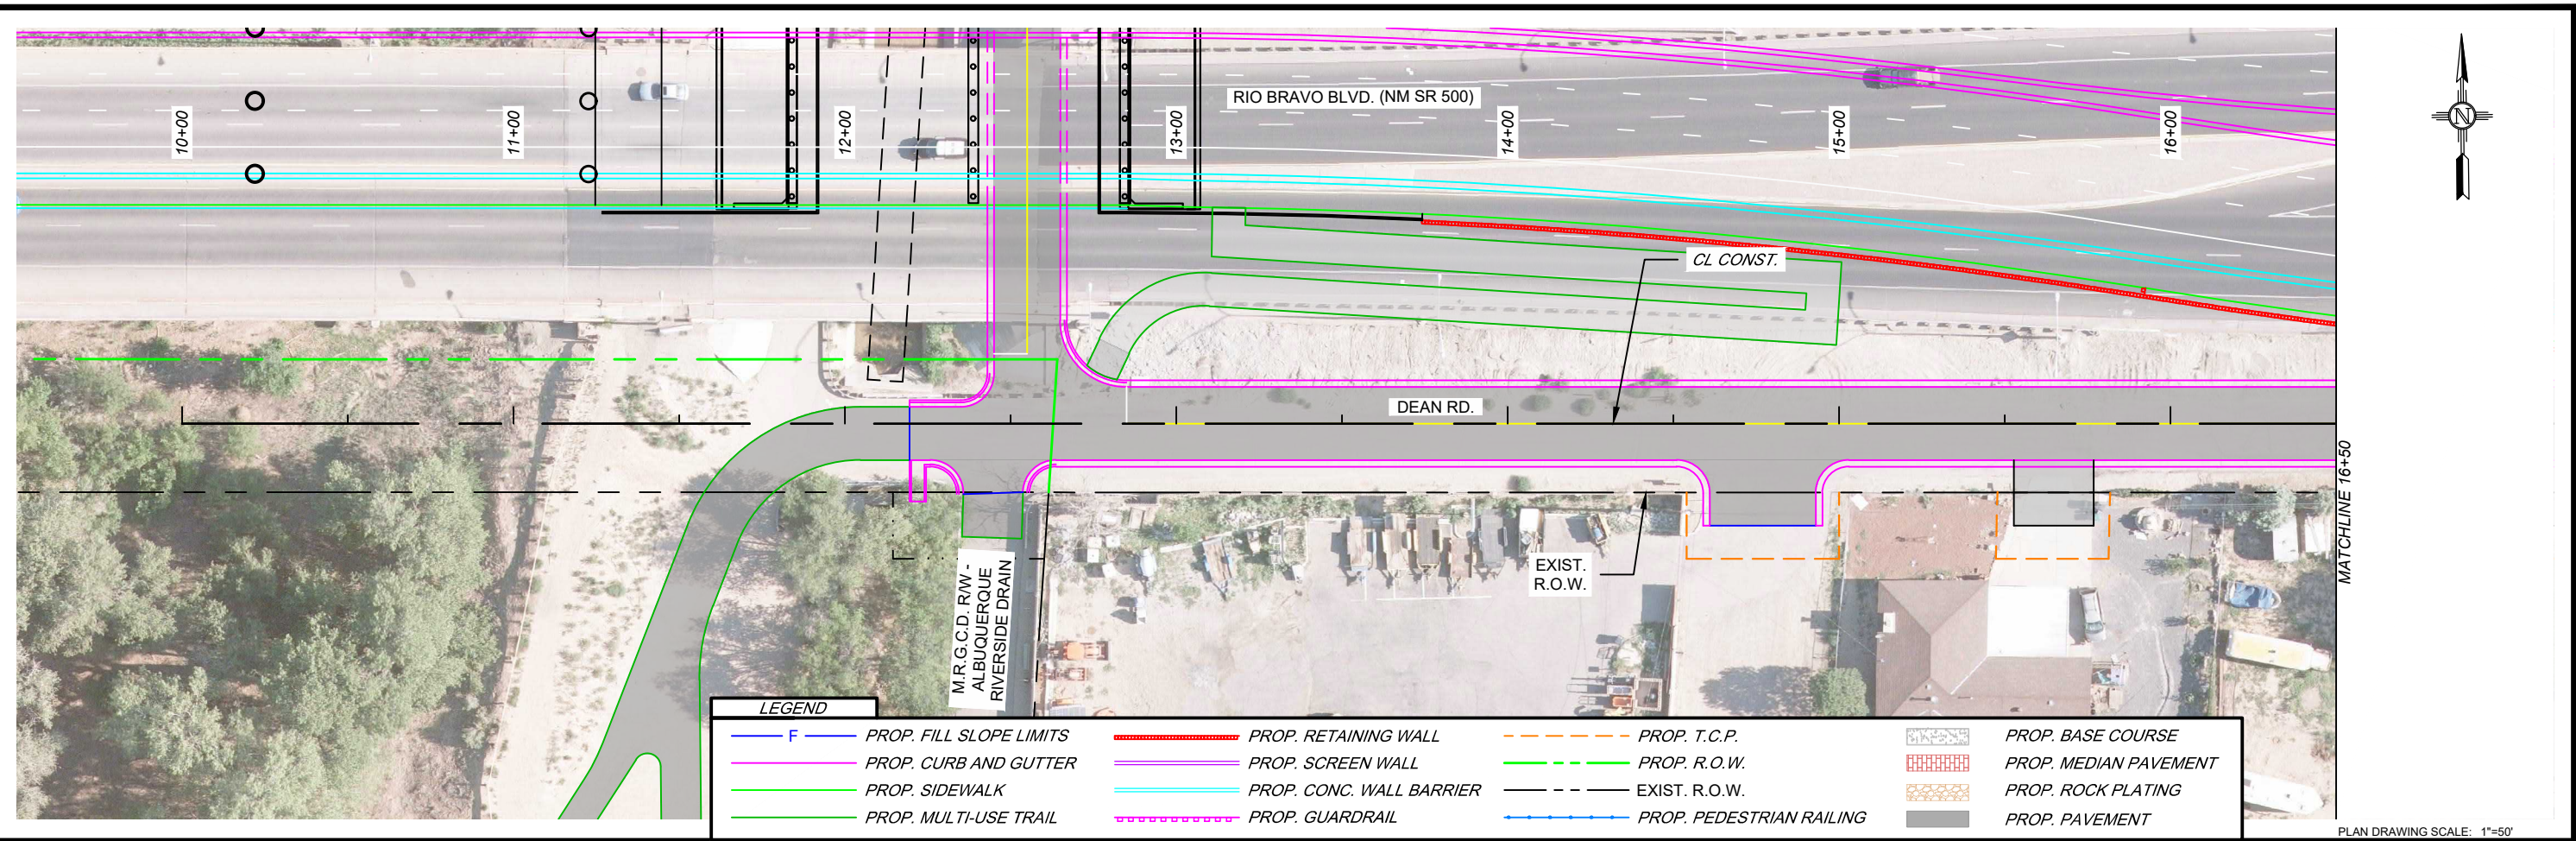 RIO BRAVO BLVD. (NM SR 500)
10+00
11+00
12+00
13+00
14+00
15+00
16+00
N
CL CONST.
DEAN RD.
MATCHLINE 16+50
EXIST.
R.O.W.
M.R.G.C.D. R/W -
ALBUQUERQUE
RIVERSIDE DRAIN
LEGEND
F PROP. FILL SLOPE LIMITS
PROP. CURB AND GUTTER
PROP. SIDEWALK
PROP. MULTI-USE TRAIL
PROP. RETAINING WALL
PROP. SCREEN WALL
PROP. CONC. WALL BARRIER
PROP. GUARDRAIL
PROP. T.C.P.
PROP. R.O.W.
EXIST. R.O.W.
PROP. PEDESTRIAN RAILING
PROP. BASE COURSE
PROP. MEDIAN PAVEMENT
PROP. ROCK PLATING
PROP. PAVEMENT
PLAN DRAWING SCALE: 1"=50'